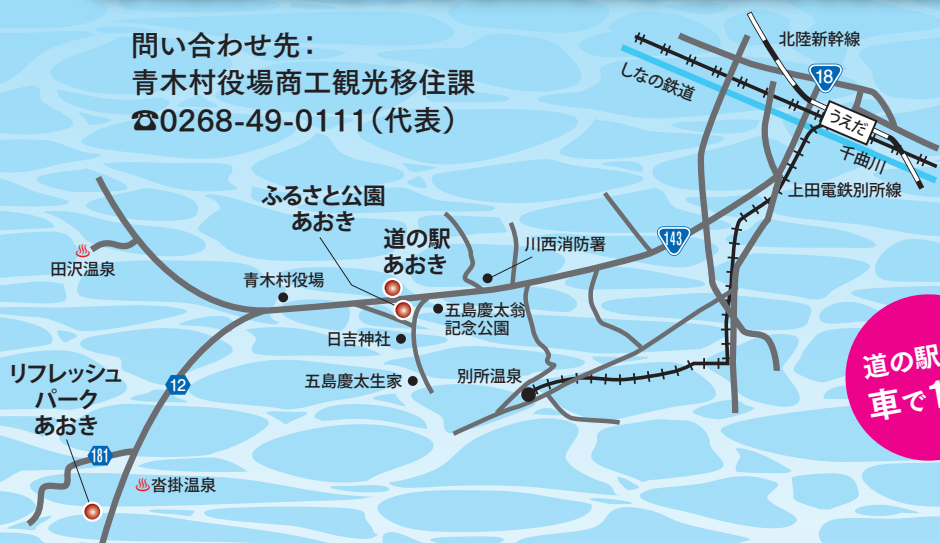 問い合わせ先：
青木村役場商工観光移住課
☎0268-49-0111（代表）
北陸新幹線
しなの鉄道
18
うえだ
千曲川
上田電鉄別所線
ふるさと公園
あおき
道の駅
あおき
川西消防署
143
田沢温泉
青木村役場
五島慶太翁
記念公園
日吉神社
五島慶太生家
別所温泉
リフレッシュ
パーク
あおき
12
181
沓掛温泉
道の駅
車で1